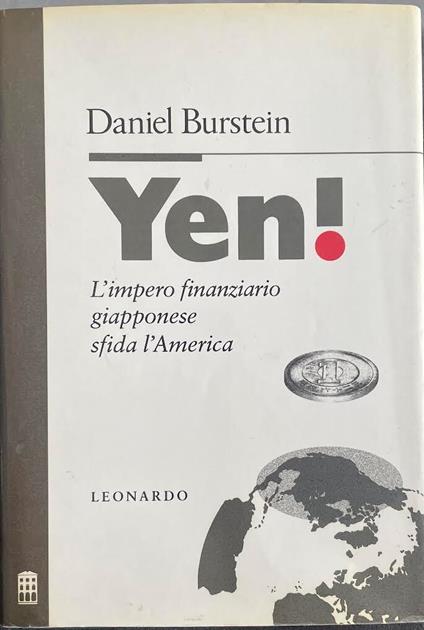 Daniel Burstein
Yen!
L'impero finanziario
giapponese
sfida l'America
LEONARDO